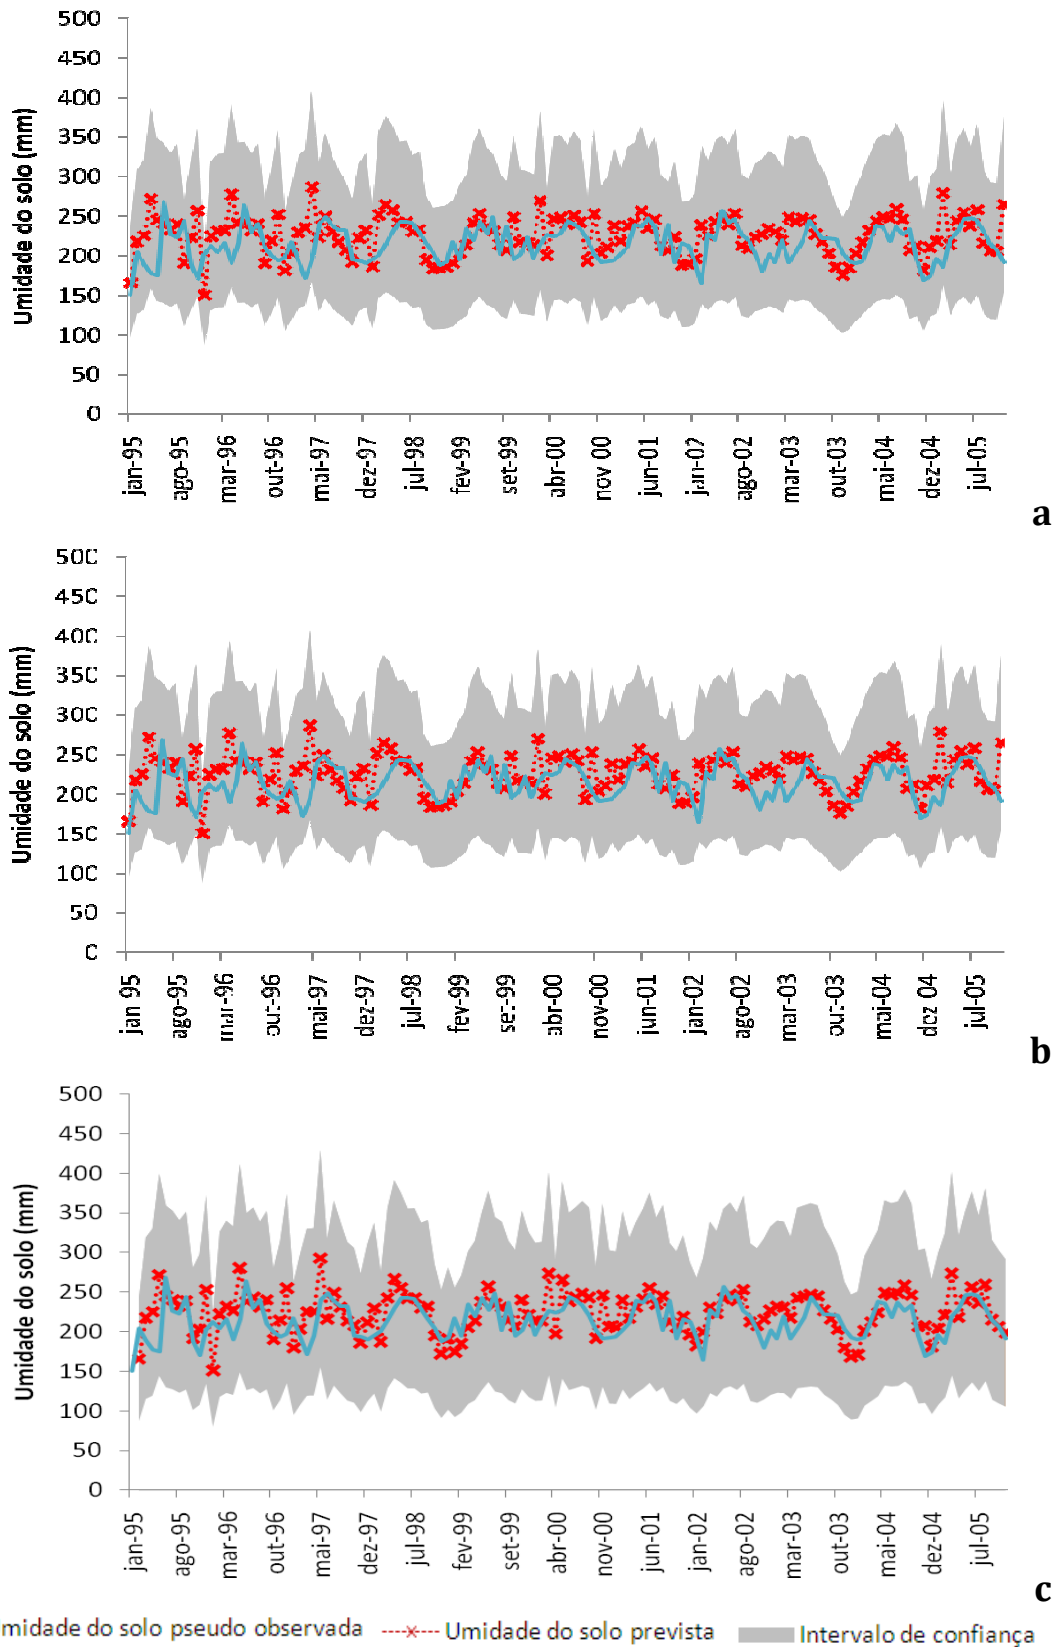 500
450
400
350
300
250
200
150
100
50
0
Umidade do solo (mm)
jan-95
ago-95
mar-96
out-96
mai-97
dez-97
jul-98
fev-99
set-99
abr-00
nov-00
jun-01
jan-02
ago-02
mar-03
out-03
mai-04
dez-04
jul-05
a
500
450
400
350
300
250
200
150
100
50
0
Umidade do solo (mm)
jan-95
ago-95
mar-96
out-96
mai-97
dez-97
jul-98
fev-99
set-99
abr-00
nov-00
jun-01
jan-02
ago-02
mar-03
out-03
mai-04
dez 04
jul-05
b
500
450
400
350
300
250
200
150
100
50
0
Umidade do solo (mm)
jan-95
ago-95
mar-96
out-96
mai-97
dez-97
jul-98
fev-99
set-99
abr-00
nov-00
jun-01
jan-02
ago-02
mar-03
out-03
mai-04
dez-04
jul-05
c
midade do solo pseudo observada Umidade do solo prevista Intervalo de confiança